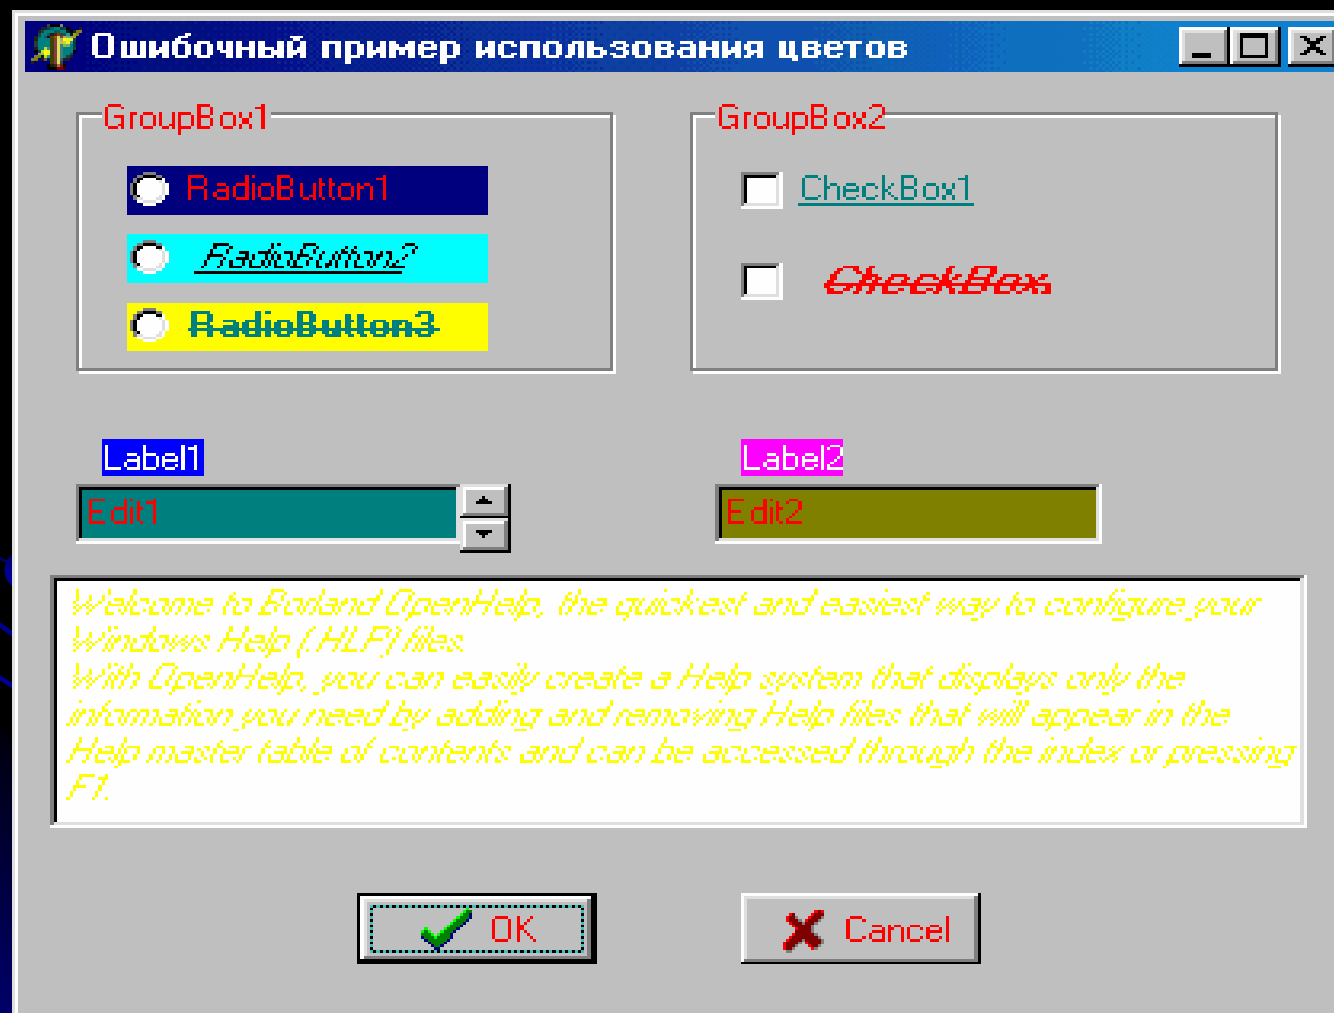 Ошибочный пример использования цветов
GroupBox1
RadioButton1
RadioButton2
RadioButton3
GroupBox2
CheckBox1
CheckBox
Label1
Edit1
Label2
Edit2
Welcome to Borland OpenHelp, the quickest and easiest way to configure your
Windows Help (.HLP) files
With OpenHelp, you can easily create a Help system that displays only the
information you need by adding and removing Help files that will appear in the
Help master table of contents and can be accessed through the index or pressing
F1.
OK
Cancel